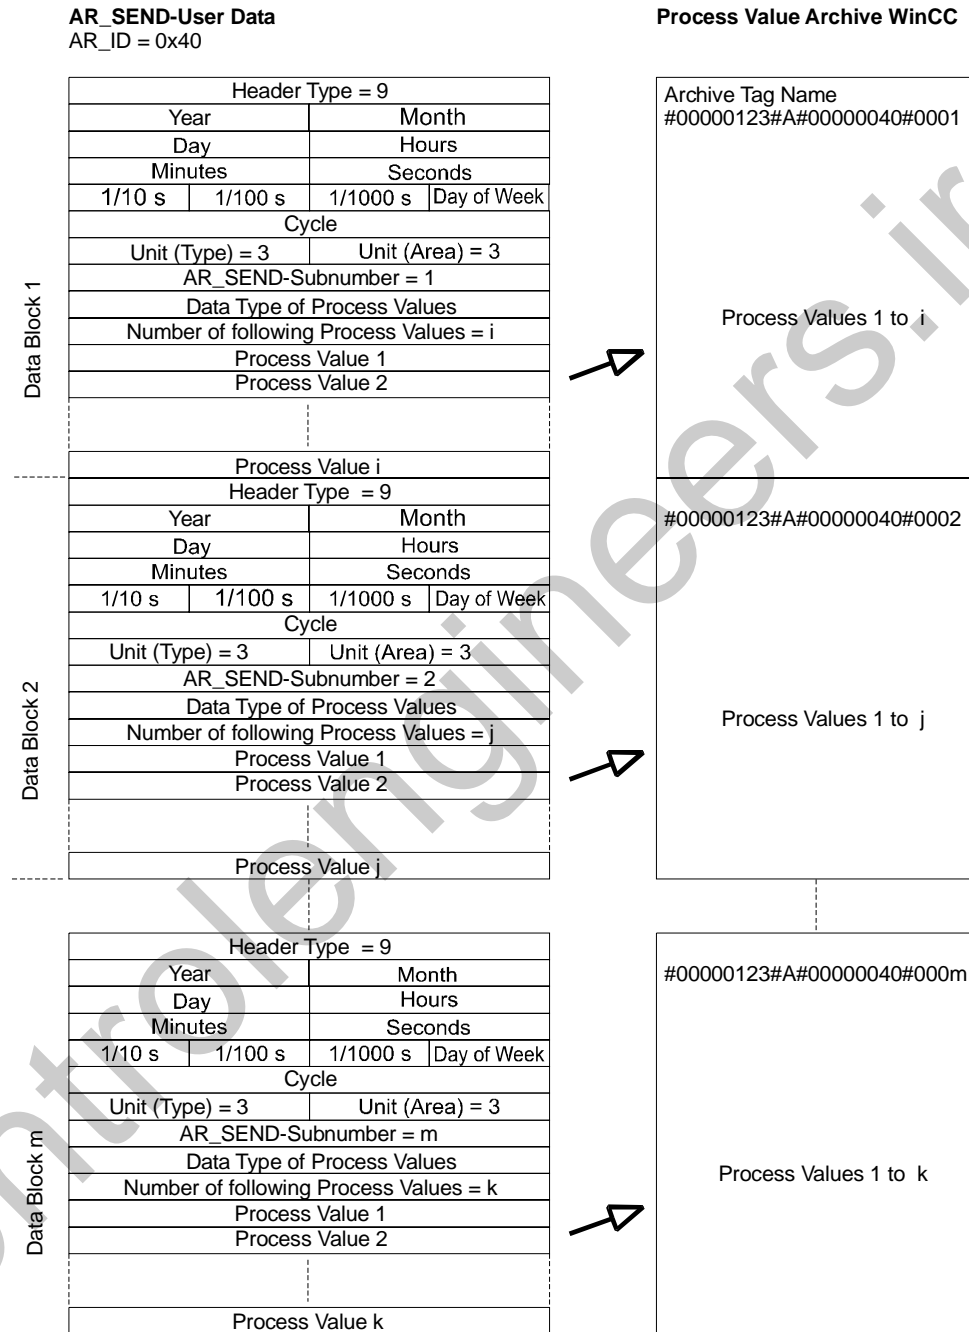 AR_SEND-User Data
AR_ID = 0x40
Process Value Archive WinCC
Data Block 1
Header Type = 9
Year Month
Day Hours
Minutes Seconds
1/10 s 1/100 s 1/1000 s Day of Week
Cycle
Unit (Type) = 3 Unit (Area) = 3
AR_SEND-Subnumber = 1
Data Type of Process Values
Number of following Process Values = i
Process Value 1
Process Value 2
Process Value i
Archive Tag Name
#00000123#A#00000040#0001
Process Values 1 to i
Data Block 2
Header Type = 9
Year Month
Day Hours
Minutes Seconds
1/10 s 1/100 s 1/1000 s Day of Week
Cycle
Unit (Type) = 3 Unit (Area) = 3
AR_SEND-Subnumber = 2
Data Type of Process Values
Number of following Process Values = j
Process Value 1
Process Value 2
Process Value j
#00000123#A#00000040#0002
Process Values 1 to j
Data Block m
Header Type = 9
Year Month
Day Hours
Minutes Seconds
1/10 s 1/100 s 1/1000 s Day of Week
Cycle
Unit (Type) = 3 Unit (Area) = 3
AR_SEND-Subnumber = m
Data Type of Process Values
Number of following Process Values = k
Process Value 1
Process Value 2
Process Value k
#00000123#A#00000040#000m
Process Values 1 to k
ontrolengineers.ir